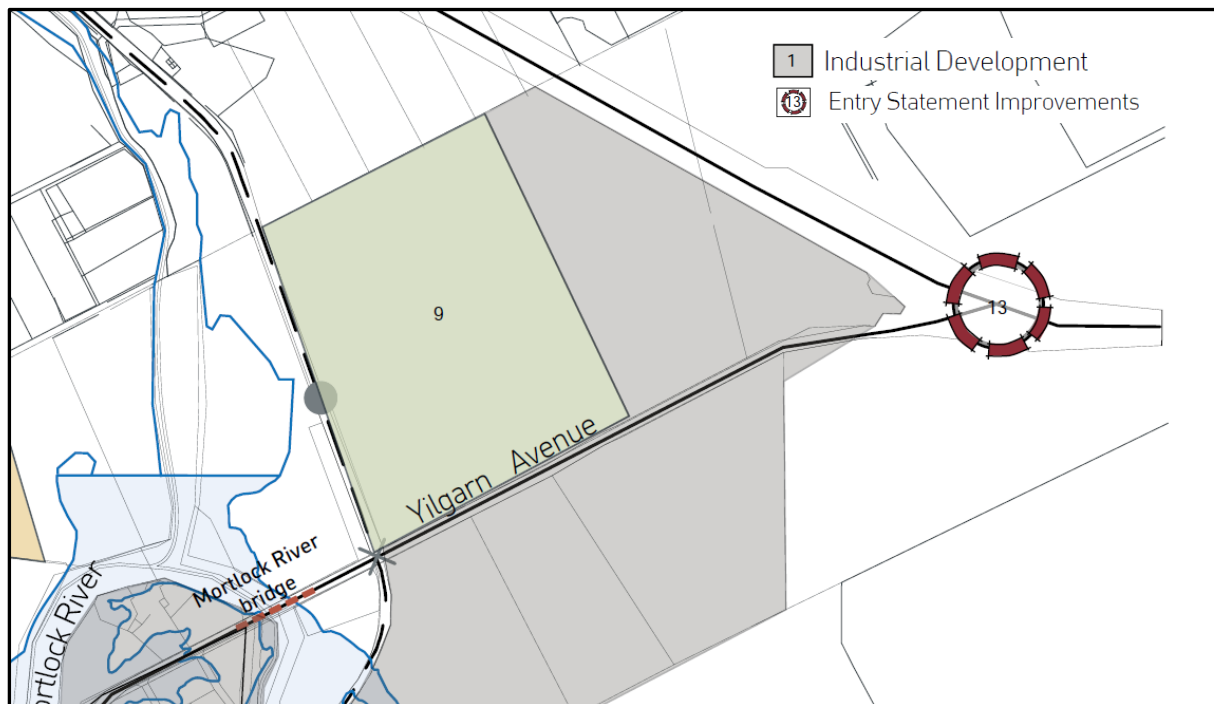 1 Industrial Development
13 Entry Statement Improvements
13
9
Yilgarn Avenue
Mortlock River
bridge
ortlock River